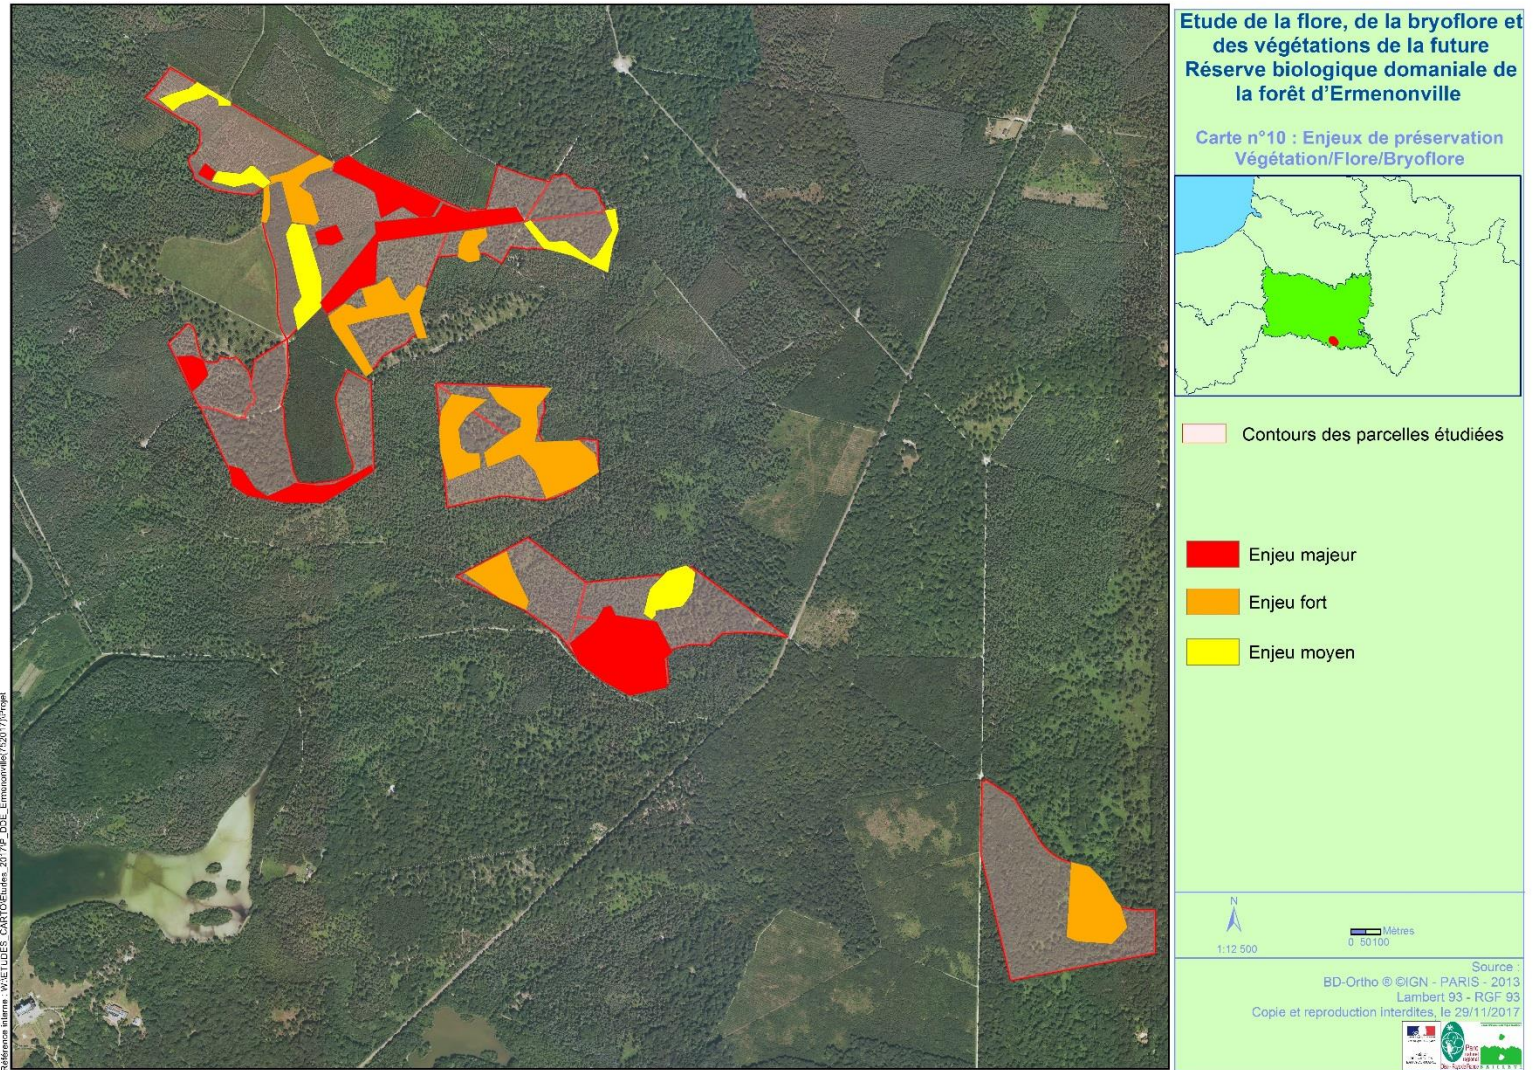 Etude de la flore, de la bryoflore et
des végétations de la future
Réserve biologique domaniale de
la forêt d'Ermenonville
Carte n°10 : Enjeux de préservation
Végétation/Flore/Bryoflore
Contours des parcelles étudiées
Enjeu majeur
Enjeu fort
Enjeu moyen
N
1:12 500
Mètres
0 50100
Source :
BD-Ortho ® ©IGN - PARIS - 2013
Lambert 93 - RGF 93
Copie et reproduction interdites, le 29/11/2017
Parc
naturel
régional